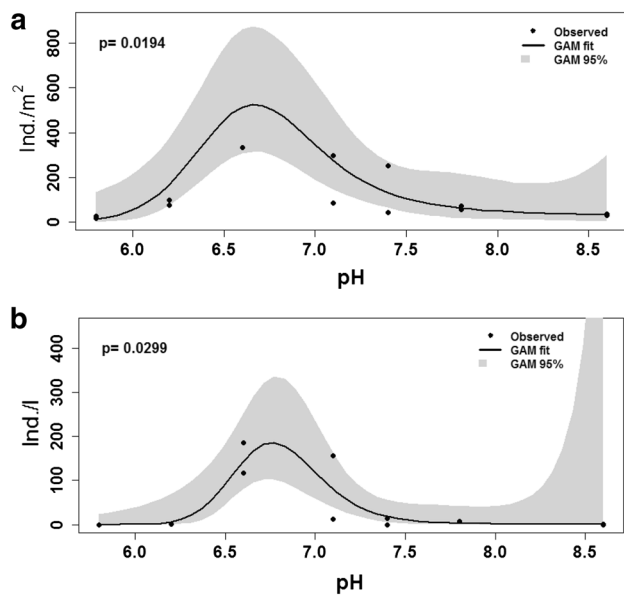 a
p= 0.0194
Observed
GAM fit
GAM 95%
Ind./m²
800
600
400
200
0
6.0 6.5 7.0 7.5 8.0 8.5
pH
b
p= 0.0299
Observed
GAM fit
GAM 95%
Ind./l
400
300
200
100
0
6.0 6.5 7.0 7.5 8.0 8.5
pH